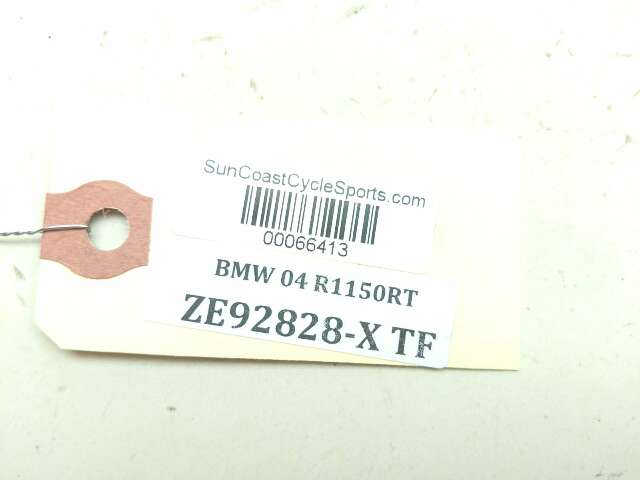 SunCoastCycleSports.com
00066413
BMW 04 R1150RT
ZE92828-X TF